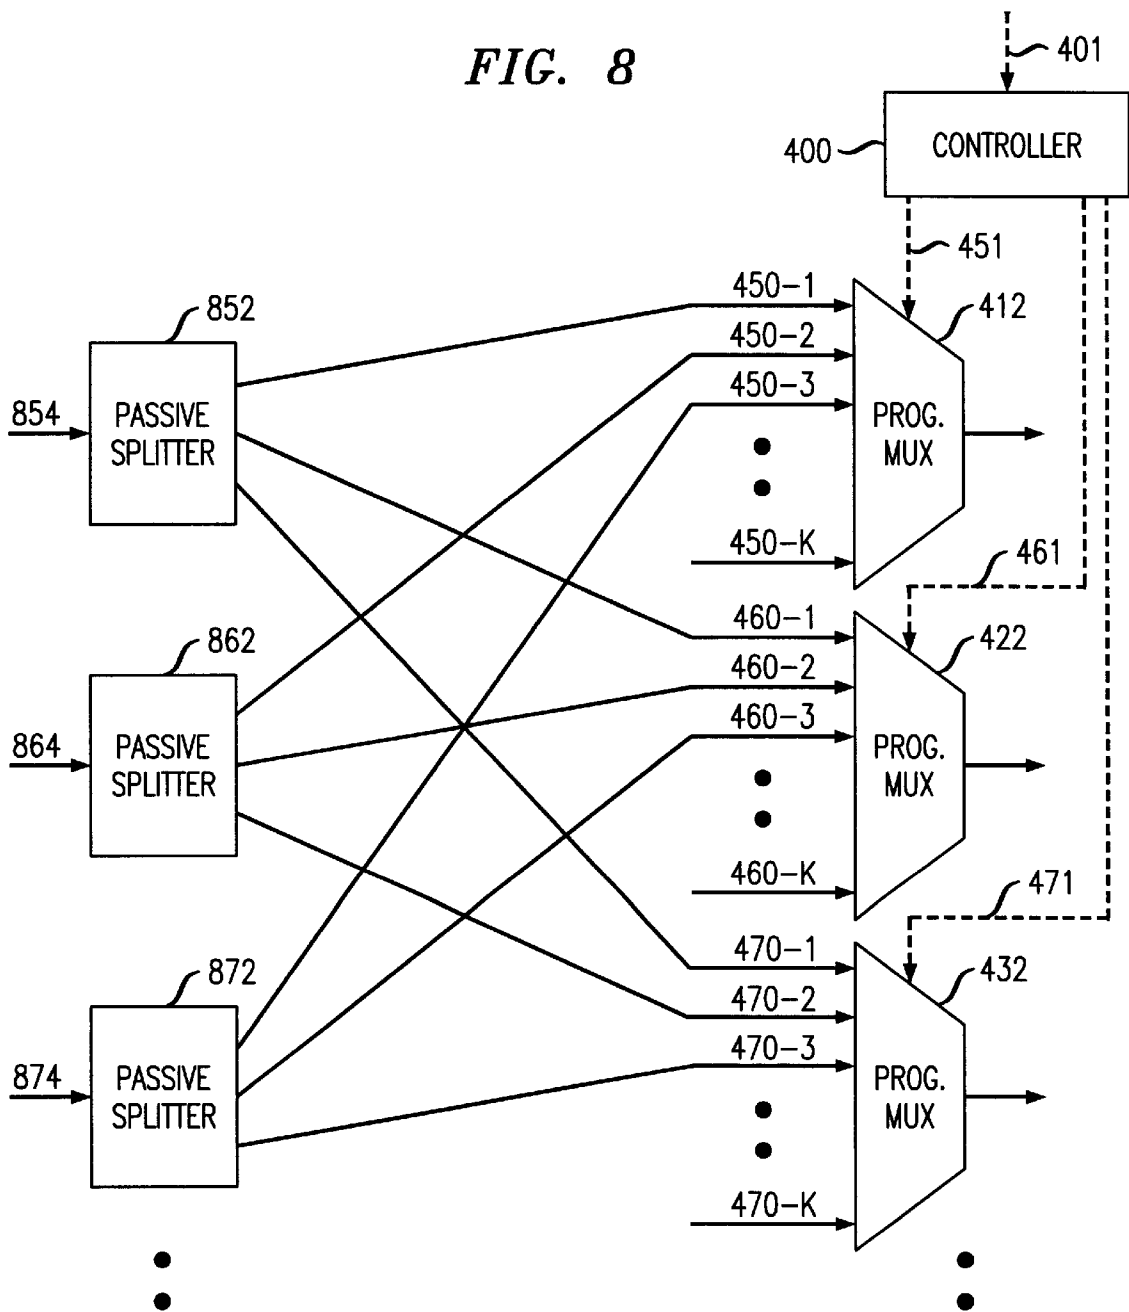 FIG. 8
401
400
CONTROLLER
451
852
450-1
412
450-2
854
PASSIVE
SPLITTER
450-3
PROG.
MUX
450-K
461
862
460-1
422
460-2
864
PASSIVE
SPLITTER
460-3
PROG.
MUX
460-K
471
872
470-1
432
470-2
874
PASSIVE
SPLITTER
470-3
PROG.
MUX
470-K